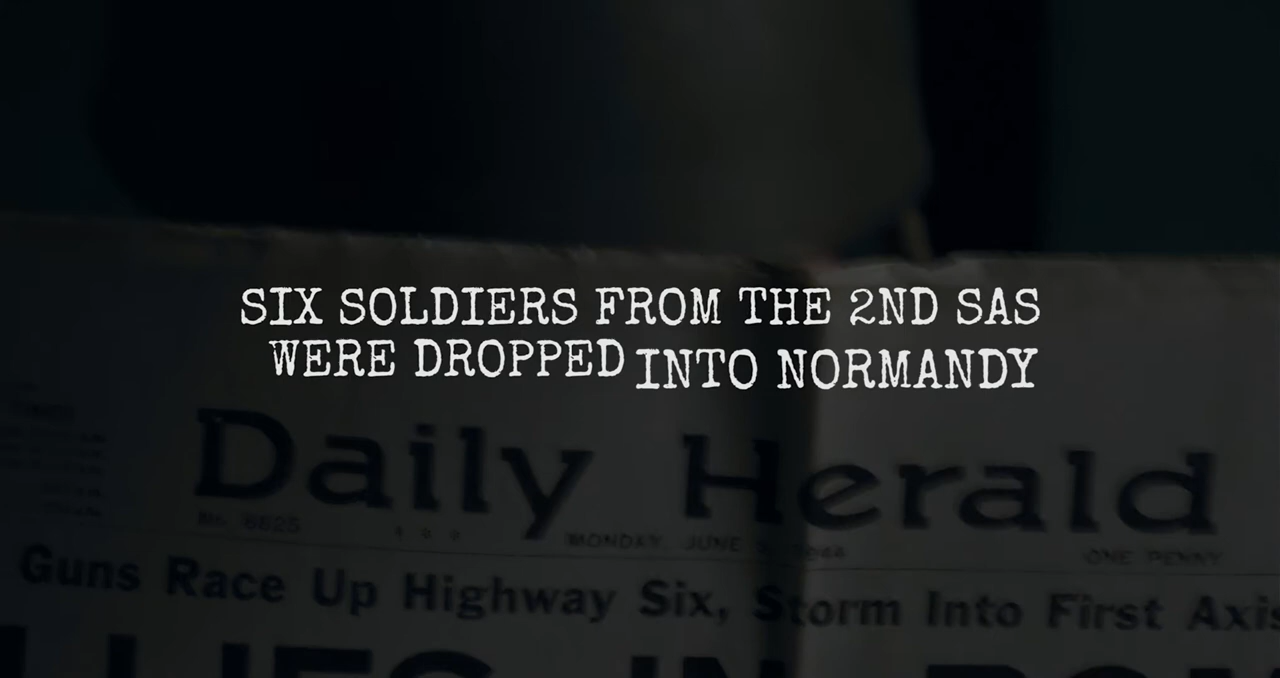 SIX SOLDIERS FROM THE 2ND SAS
WERE DROPPED INTO NORMANDY
Daily Herald
MONDAY JUNE
ONE PENNY
Guns Race Up Highway Six, Storm Into First